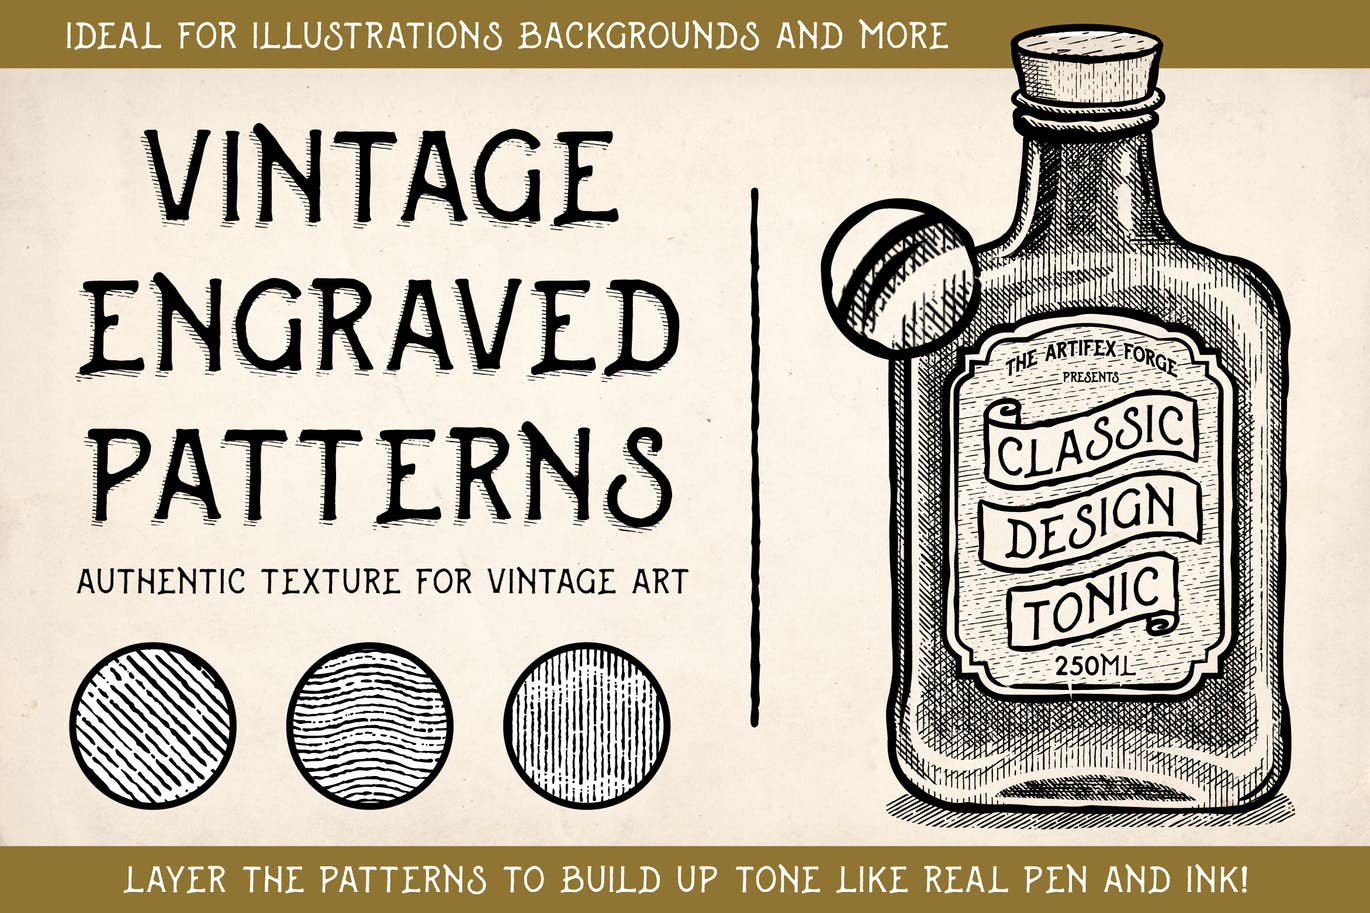 IDEAL FOR ILLUSTRATIONS BACKGROUNDS AND MORE
VINTAGE
ENGRAVED
PATTERNS
AUTHENTIC TEXTURE FOR VINTAGE ART
THE ARTIFEX FORGE
PRESENTS
CLASSIC
DESIGN
TONIC
250ML
LAYER THE PATTERNS TO BUILD UP TONE LIKE REAL PEN AND INK!